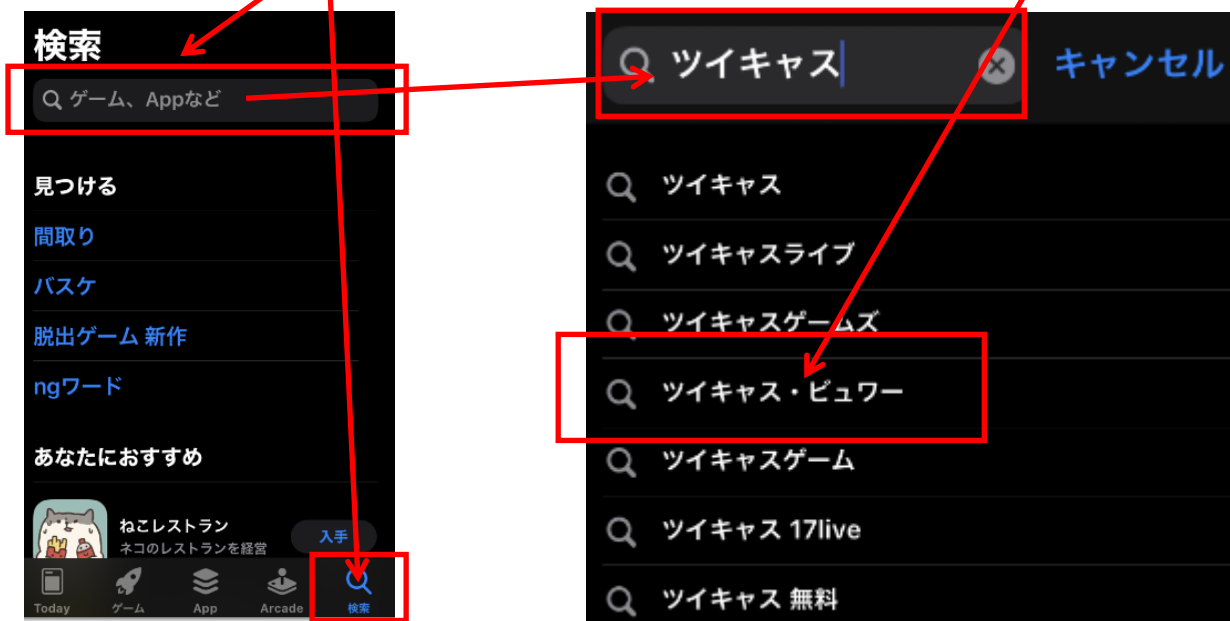 検索
ゲーム、Appなど
見つける
間取り
バスケ
脱出ゲーム 新作
ngワード
あなたにおすすめ
ねこレストラン
ネコのレストランを経営
入手
Today
ゲーム
App
Arcade
検索
ツイキャス
キャンセル
ツイキャス
ツイキャスライブ
ツイキャスゲームズ
ツイキャス・ビュワー
ツイキャスゲーム
ツイキャス 17live
ツイキャス 無料